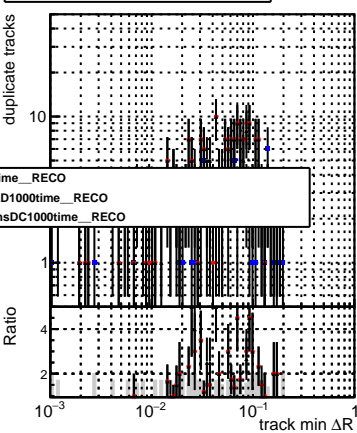 duplicate tracks
10
ime__RECO
D1000time__RECO
nsDC1000time__RECO
1
Ratio
4
2
10⁻³ 10⁻² 10⁻¹ 1
track min ΔR